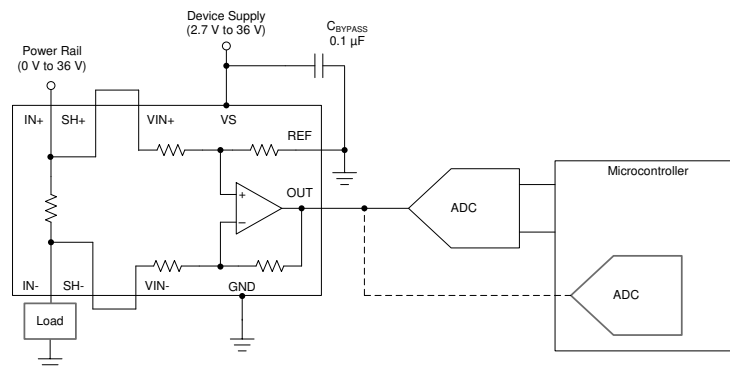 Device Supply
(2.7 V to 36 V)
CBYPASS
0.1 µF
Power Rail
(0 V to 36 V)
IN+
SH+
VIN+
VS
REF
Microcontroller
+
OUT
ADC
−
ADC
IN-
SH-
VIN-
GND
Load